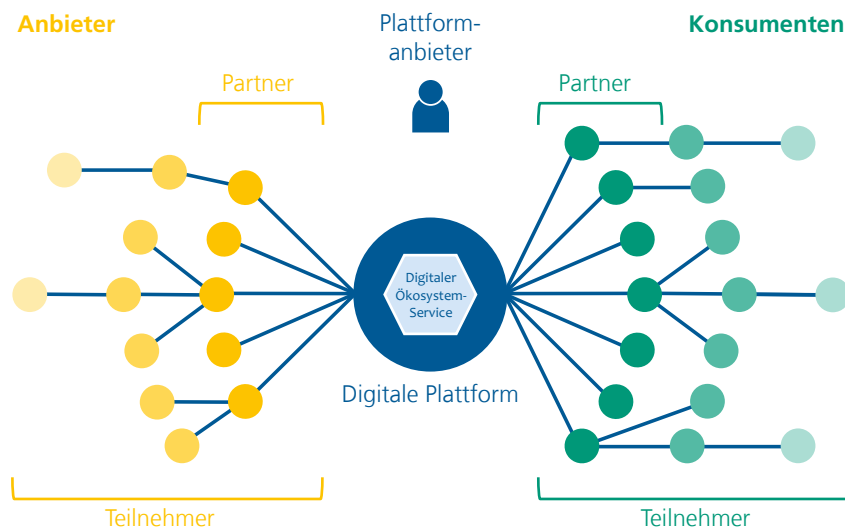 Anbieter
Plattform-
anbieter
Konsumenten
Partner
Partner
Digitaler
Ökosystem-
Service
Digitale Plattform
Teilnehmer
Teilnehmer